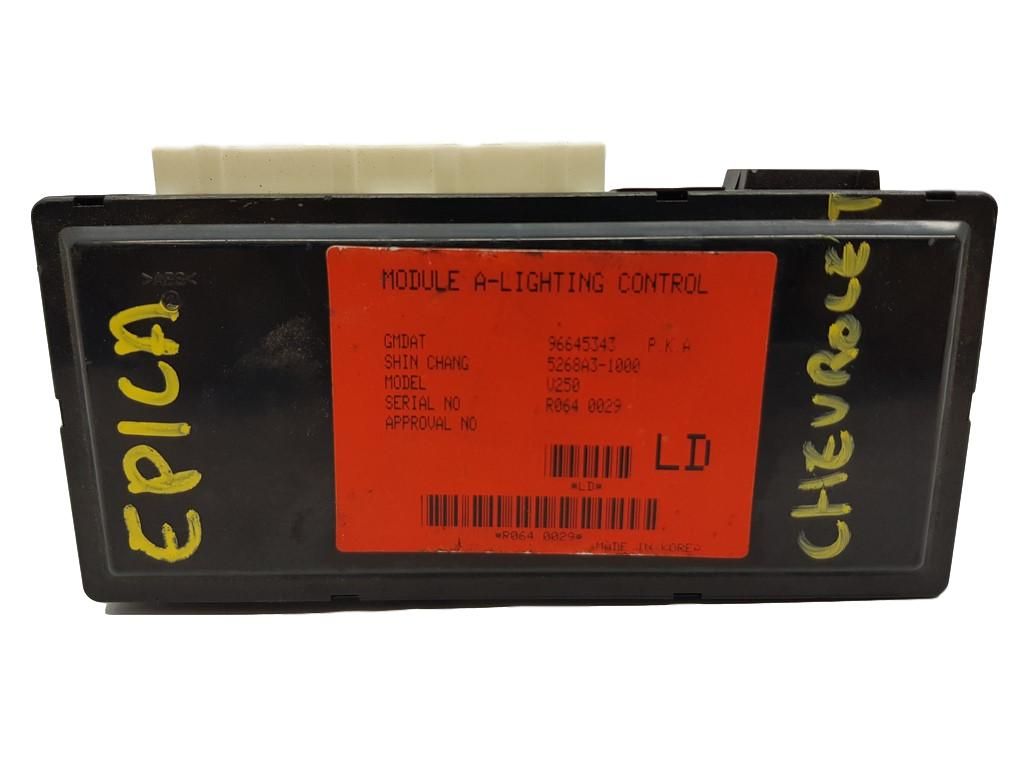 >ABS<
EPICA
MODULE A-LIGHTING CONTROL
GMDAT 96645343 P.K.A
SHIN CHANG 5268A3-1000
MODEL V250
SERIAL NO R064 0029
APPROVAL NO
LD
*LD*
*R064 0029*
MADE IN KOREA
CHEVROLET